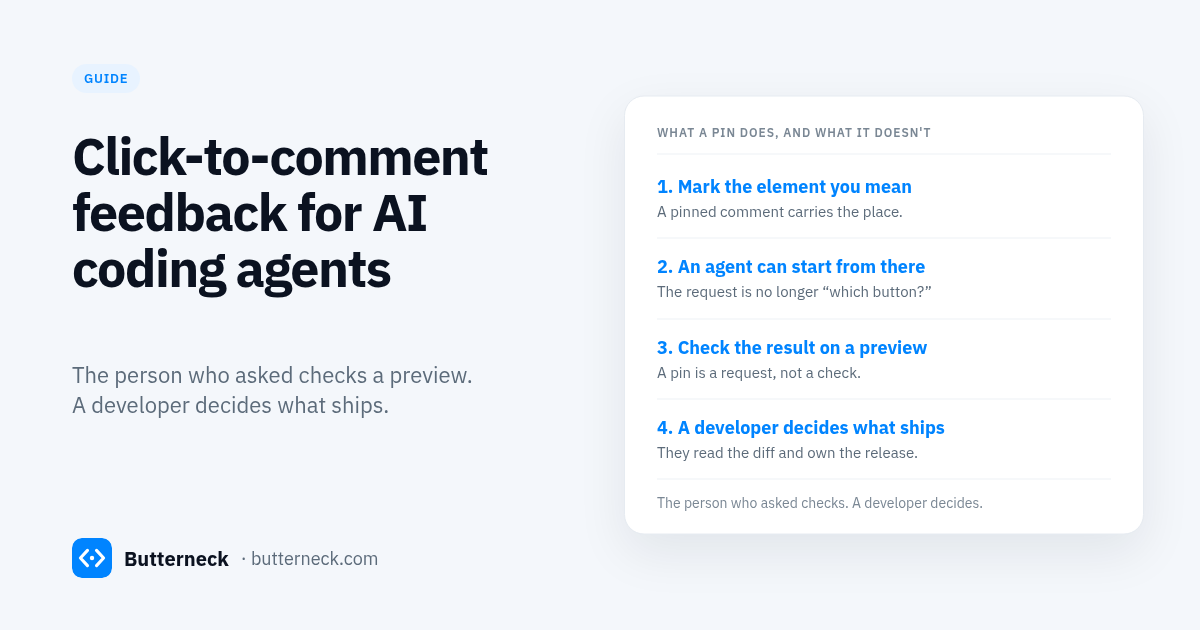 GUIDE
Click-to-comment
feedback for AI
coding agents
The person who asked checks a preview.
A developer decides what ships.
Butterneck · butterneck.com
WHAT A PIN DOES, AND WHAT IT DOESN'T
1. Mark the element you mean
A pinned comment carries the place.
2. An agent can start from there
The request is no longer “which button?”
3. Check the result on a preview
A pin is a request, not a check.
4. A developer decides what ships
They read the diff and own the release.
The person who asked checks. A developer decides.